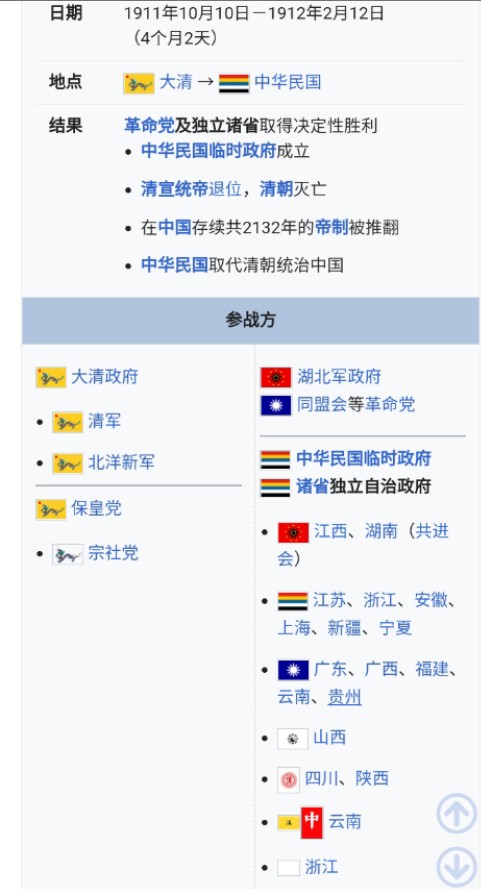 日期
1911年10月10日－1912年2月12日
（4个月2天）
地点
大清 → 中华民国
结果
革命党及独立诸省取得决定性胜利
• 中华民国临时政府成立
• 清宣统帝退位，清朝灭亡
• 在中国存续共2132年的帝制被推翻
• 中华民国取代清朝统治中国
参战方
大清政府
• 清军
• 北洋新军
保皇党
• 宗社党
湖北军政府
同盟会等革命党
中华民国临时政府
诸省独立自治政府
• 江西、湖南（共进
会）
• 江苏、浙江、安徽、
上海、新疆、宁夏
• 广东、广西、福建、
云南、贵州
• 山西
• 四川、陕西
• 中 云南
• 浙江